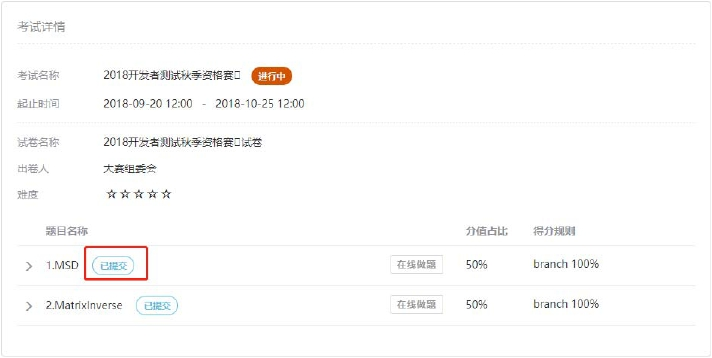 考试详情
考试名称 2018开发者测试秋季资格赛▯ 进行中
起止时间 2018-09-20 12:00 - 2018-10-25 12:00
试卷名称 2018开发者测试秋季资格赛▯试卷
出卷人 大赛组委会
难度 ☆☆☆☆☆
题目名称 分值占比 得分规则
1.MSD 已提交 在线做题 50% branch 100%
2.MatrixInverse 已提交 在线做题 50% branch 100%